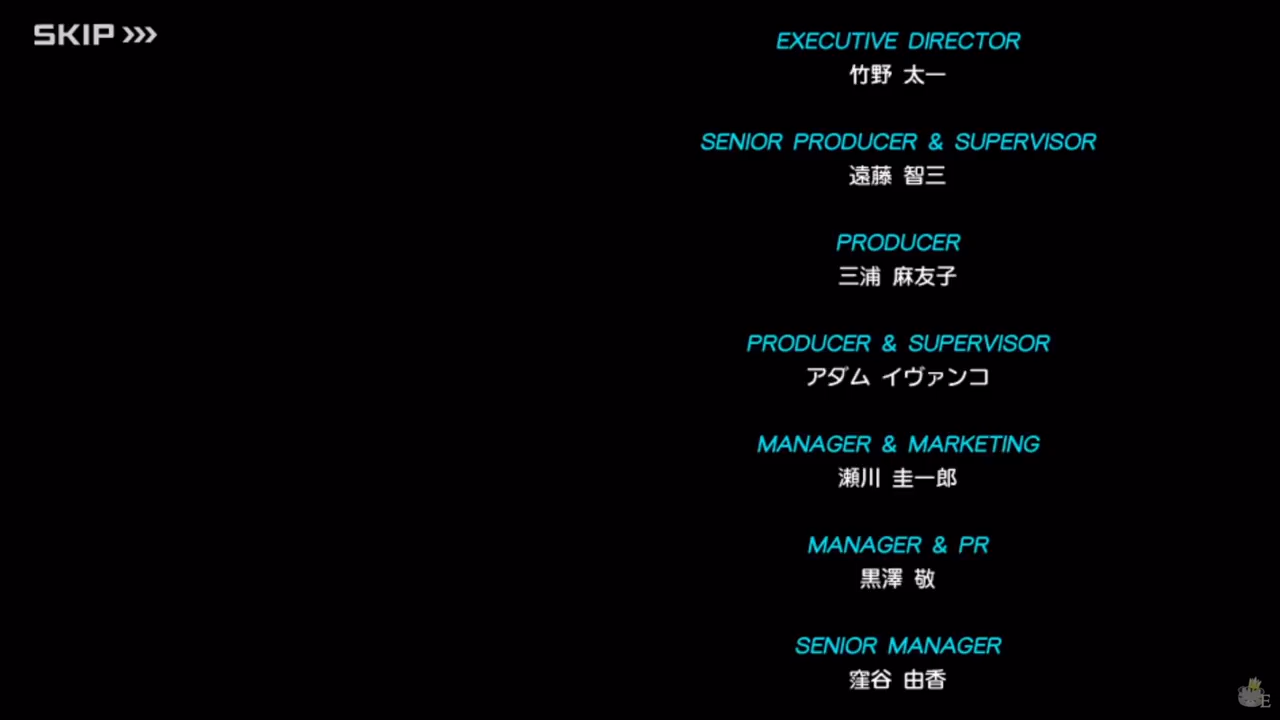 SKIP >>>
EXECUTIVE DIRECTOR
竹野 太一
SENIOR PRODUCER & SUPERVISOR
遠藤 智三
PRODUCER
三浦 麻友子
PRODUCER & SUPERVISOR
アダム イヴァンコ
MANAGER & MARKETING
瀬川 圭一郎
MANAGER & PR
黒澤 敬
SENIOR MANAGER
窪谷 由香
E